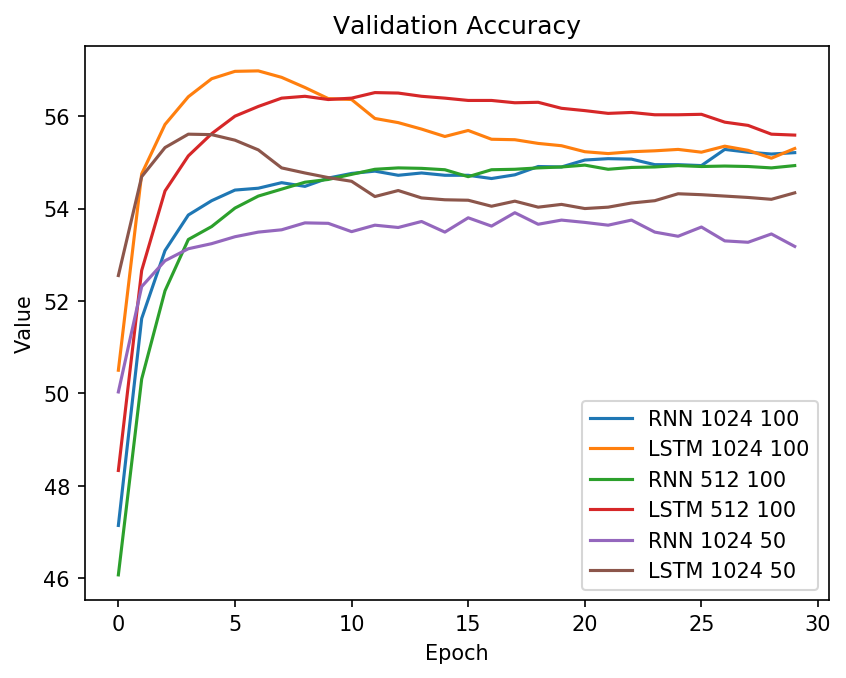 Validation Accuracy
Value
56
54
52
50
48
46
0 5 10 15 20 25 30
Epoch
RNN 1024 100
LSTM 1024 100
RNN 512 100
LSTM 512 100
RNN 1024 50
LSTM 1024 50